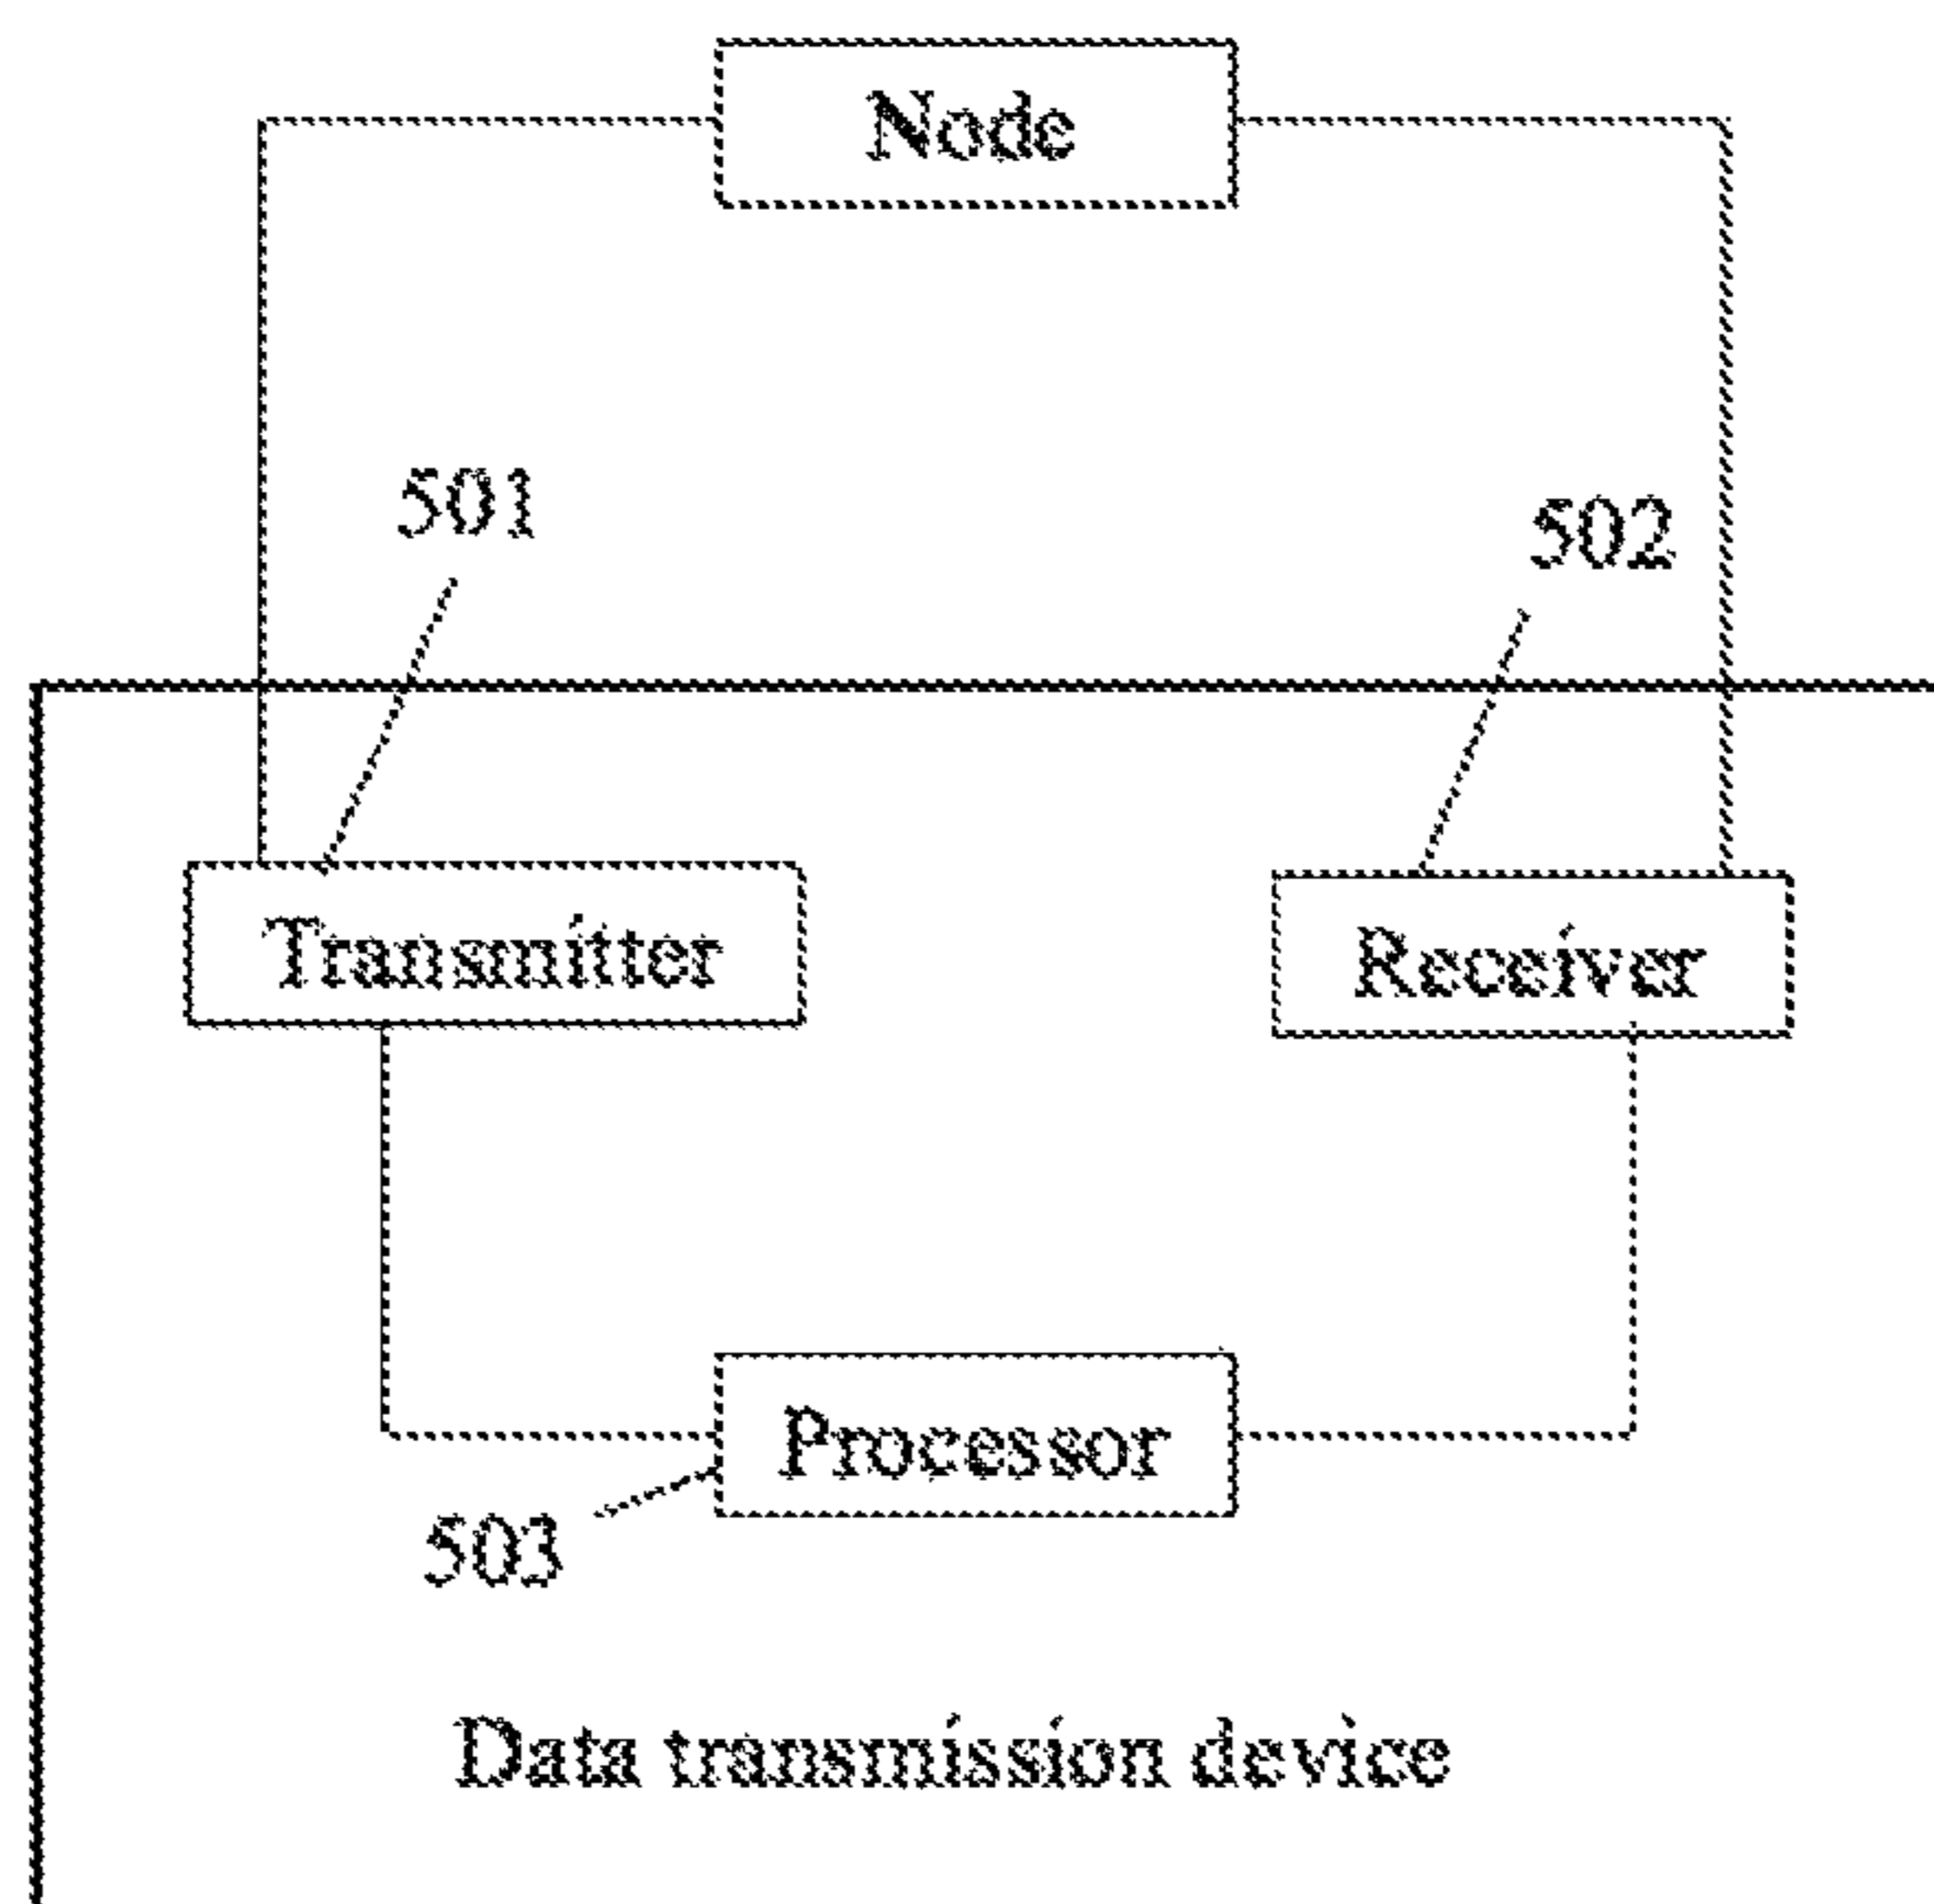 Node
501
502
Transmitter
Receiver
Processor
503
Data transmission device